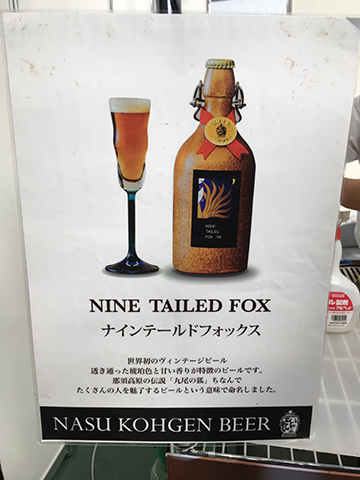 NINE
TAILED
FOX '98
NINE TAILED FOX
ナインテールドフォックス
世界初のヴィンテージビール
透き通った琥珀色と甘い香りが特徴のビールです。
那須高原の伝説「九尾の狐」ちなんで
たくさんの人を魅了するビールという意味で命名しました。
NASU KOHGEN BEER